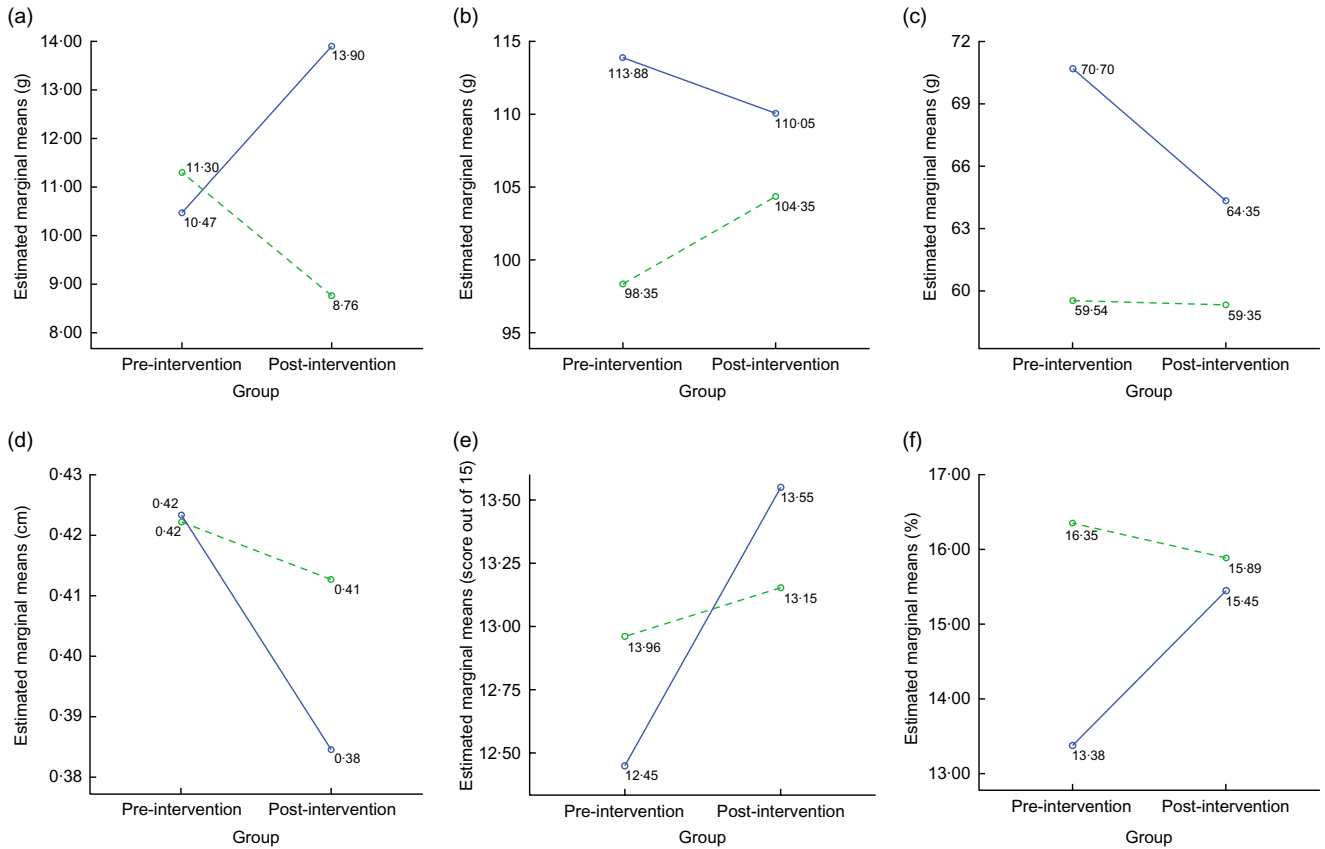 (a)
Estimated marginal means (g)
14·00
13·00
12·00
11·00
10·00
9·00
8·00
13·90
11·30
10·47
8·76
Pre-intervention Post-intervention
Group
(b)
Estimated marginal means (g)
115
110
105
100
95
113·88
110·05
104·35
98·35
Pre-intervention Post-intervention
Group
(c)
Estimated marginal means (g)
72
69
66
63
60
70·70
64·35
59·54
59·35
Pre-intervention Post-intervention
Group
(d)
Estimated marginal means (cm)
0·43
0·42
0·41
0·40
0·39
0·38
0·42
0·42
0·41
0·38
Pre-intervention Post-intervention
Group
(e)
Estimated marginal means (score out of 15)
13·50
13·25
13·00
12·75
12·50
13·55
13·15
13·96
12·45
Pre-intervention Post-intervention
Group
(f)
Estimated marginal means (%)
17·00
16·00
15·00
14·00
13·00
16·35
15·89
15·45
13·38
Pre-intervention Post-intervention
Group